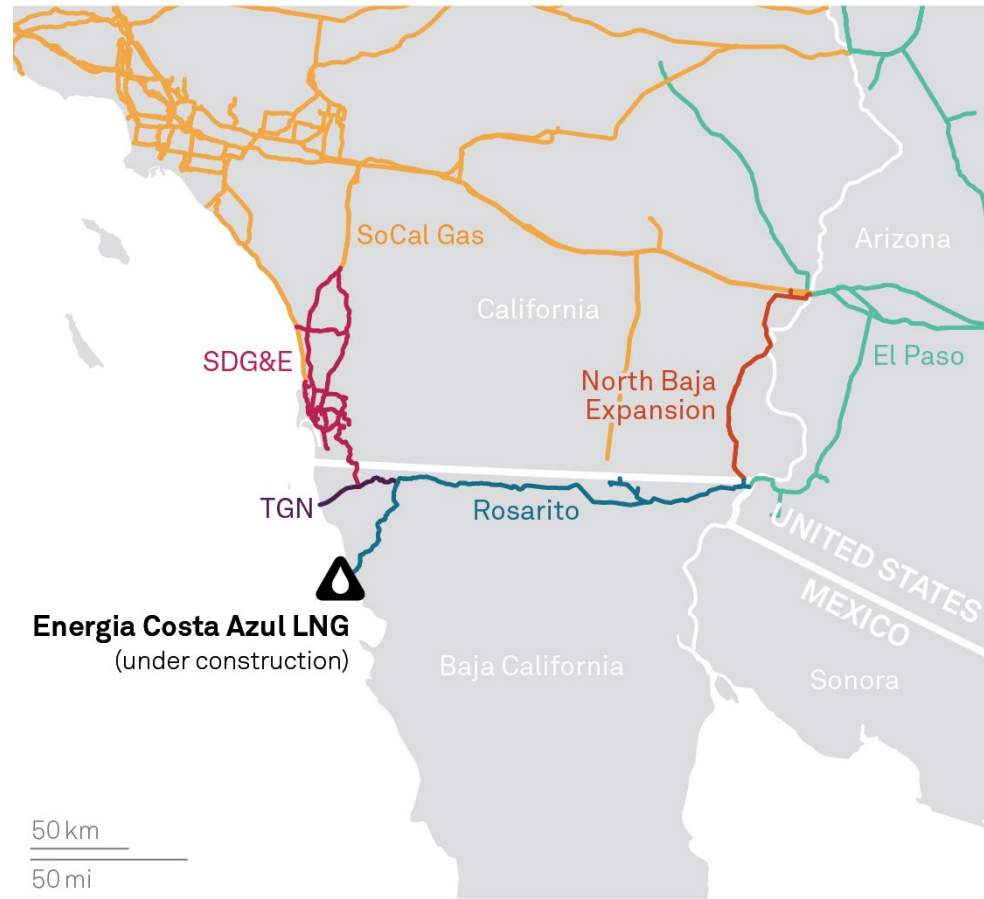 SoCal Gas
Arizona
California
SDG&E
El Paso
North Baja
Expansion
TGN
Rosarito
UNITED STATES
MEXICO
Energia Costa Azul LNG
(under construction)
Baja California
Sonora
50 km
50 mi